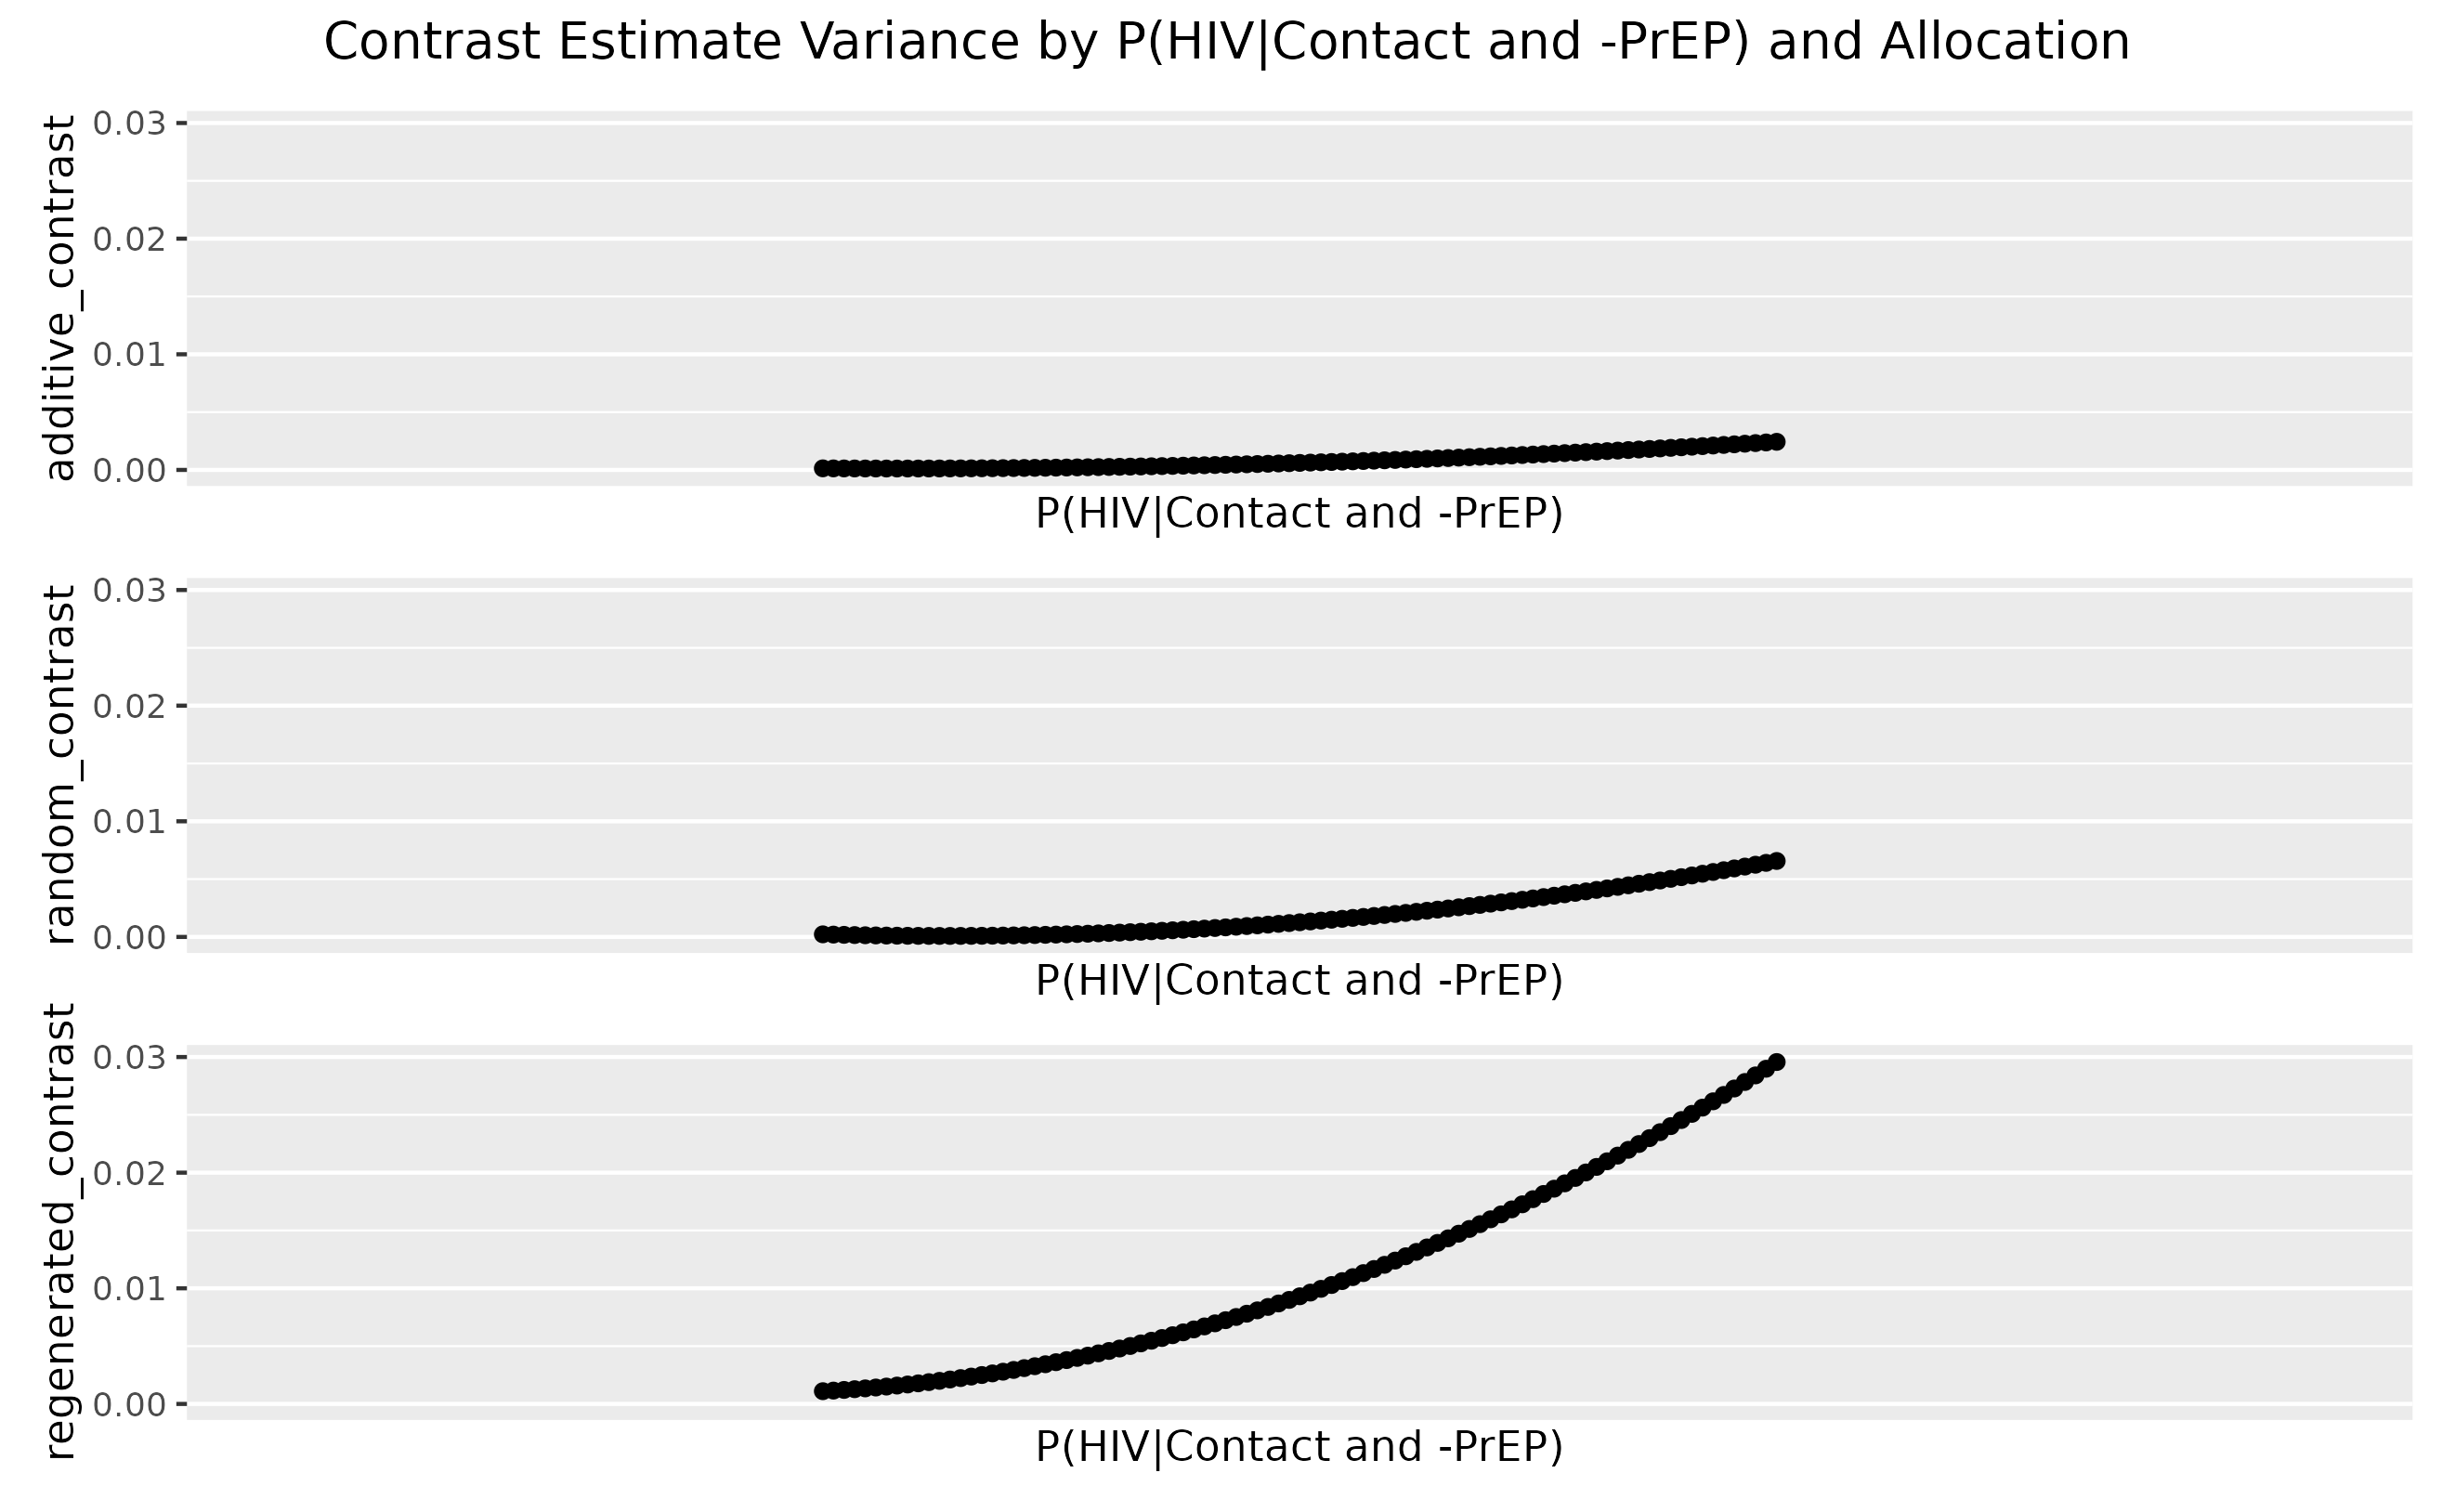 Contrast Estimate Variance by P(HIV|Contact and -PrEP) and Allocation
additive_contrast
0.03
0.02
0.01
0.00
P(HIV|Contact and -PrEP)
random_contrast
0.03
0.02
0.01
0.00
P(HIV|Contact and -PrEP)
regenerated_contrast
0.03
0.02
0.01
0.00
P(HIV|Contact and -PrEP)